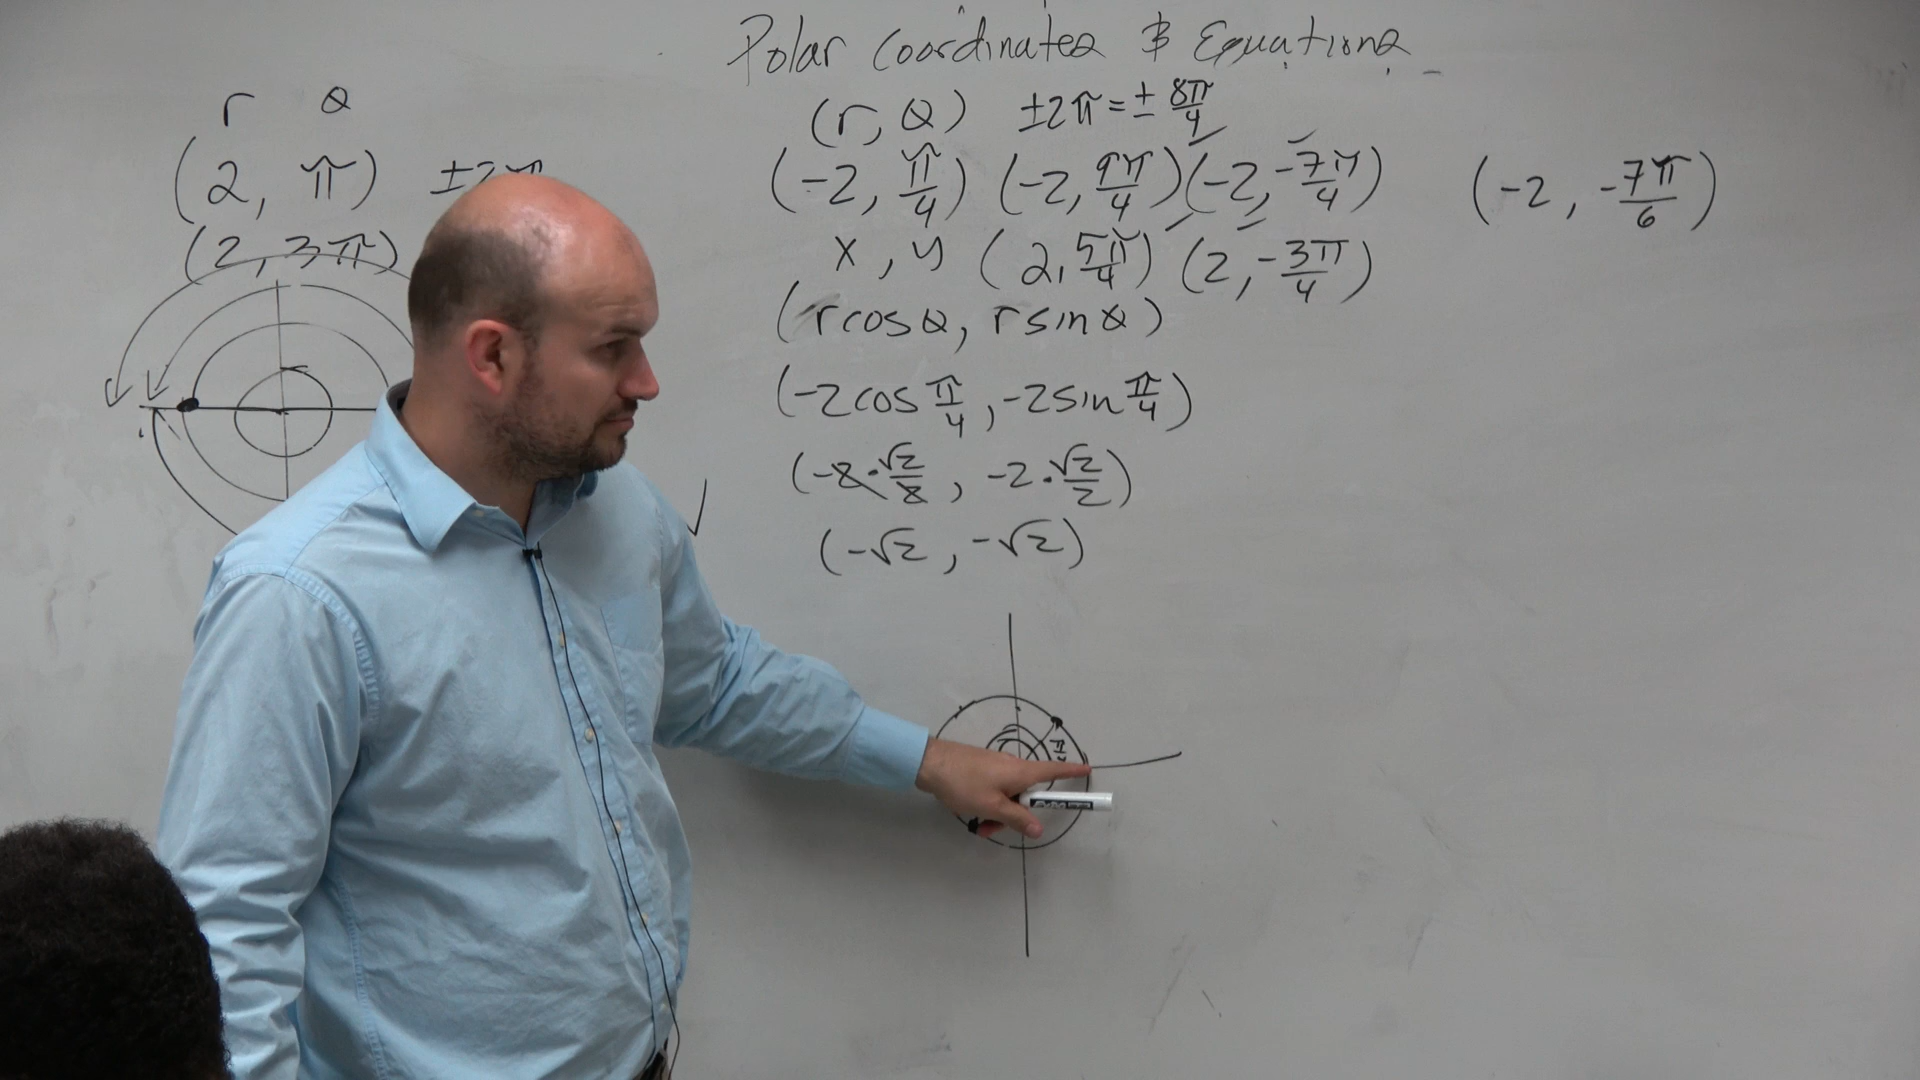 Polar Coordinates & Equations
r θ
(2, π) ±2π
(2, 3π)
(r, θ) ±2π = ± 8π/4
(-2, π/4) (-2, 9π/4) (-2, -7π/4)
x, y (2, 5π/4) (2, -3π/4)
(rcosθ, rsinθ)
(-2cos π/4, -2sin π/4)
(-2·√2/2, -2·√2/2)
(-√2, -√2)
π/4
(-2, -7π/6)